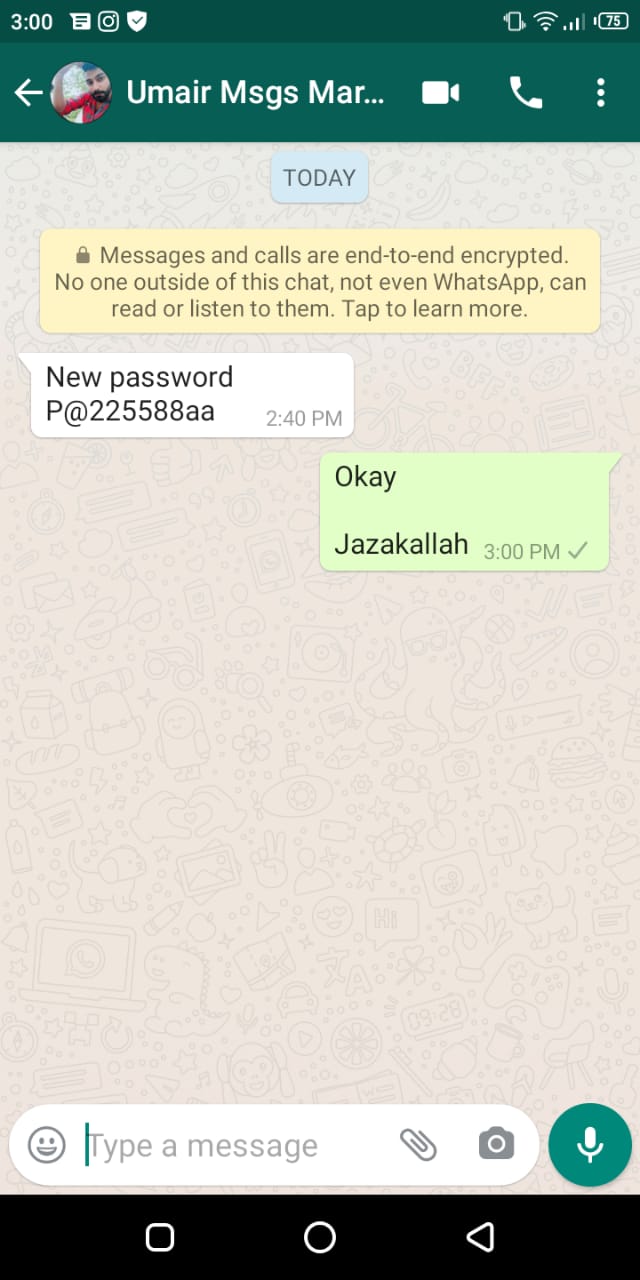 3:00
75
Umair Msgs Mar...
TODAY
Messages and calls are end-to-end encrypted.
No one outside of this chat, not even WhatsApp, can
read or listen to them. Tap to learn more.
New password
P@225588aa 2:40 PM
Okay
Jazakallah 3:00 PM
Type a message